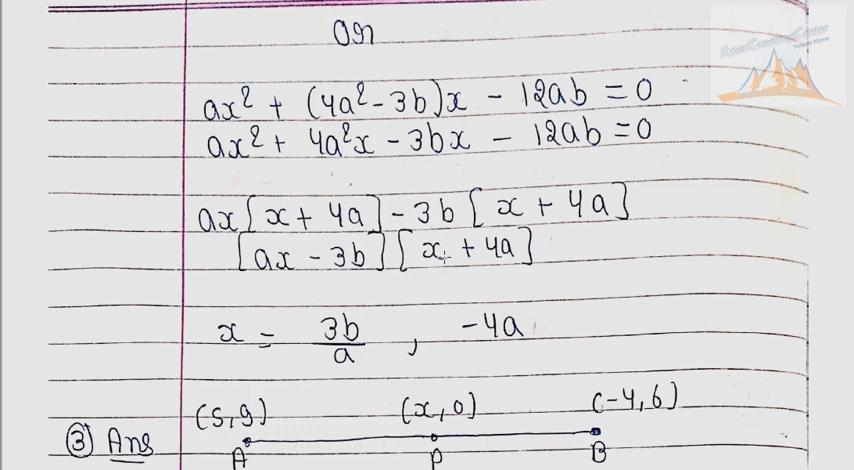 OR
ax² + (4a² - 3b)x - 12ab = 0
ax² + 4a²x - 3bx - 12ab = 0
ax[x + 4a] - 3b[x + 4a]
[ax - 3b][x + 4a]
x = 3b/a , -4a
(5,9) (x,0) (-4,6)
③ Ans A P B